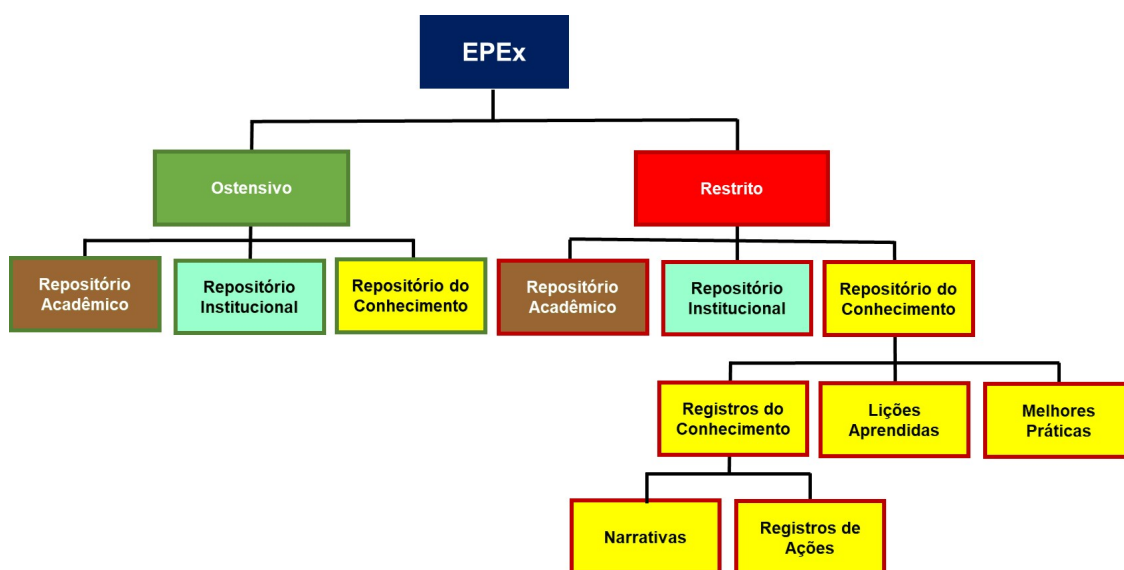 EPEx
Ostensivo
Restrito
Repositório
Acadêmico
Repositório
Institucional
Repositório do
Conhecimento
Repositório
Acadêmico
Repositório
Institucional
Repositório do
Conhecimento
Registros do
Conhecimento
Lições
Aprendidas
Melhores
Práticas
Narrativas
Registros de
Ações